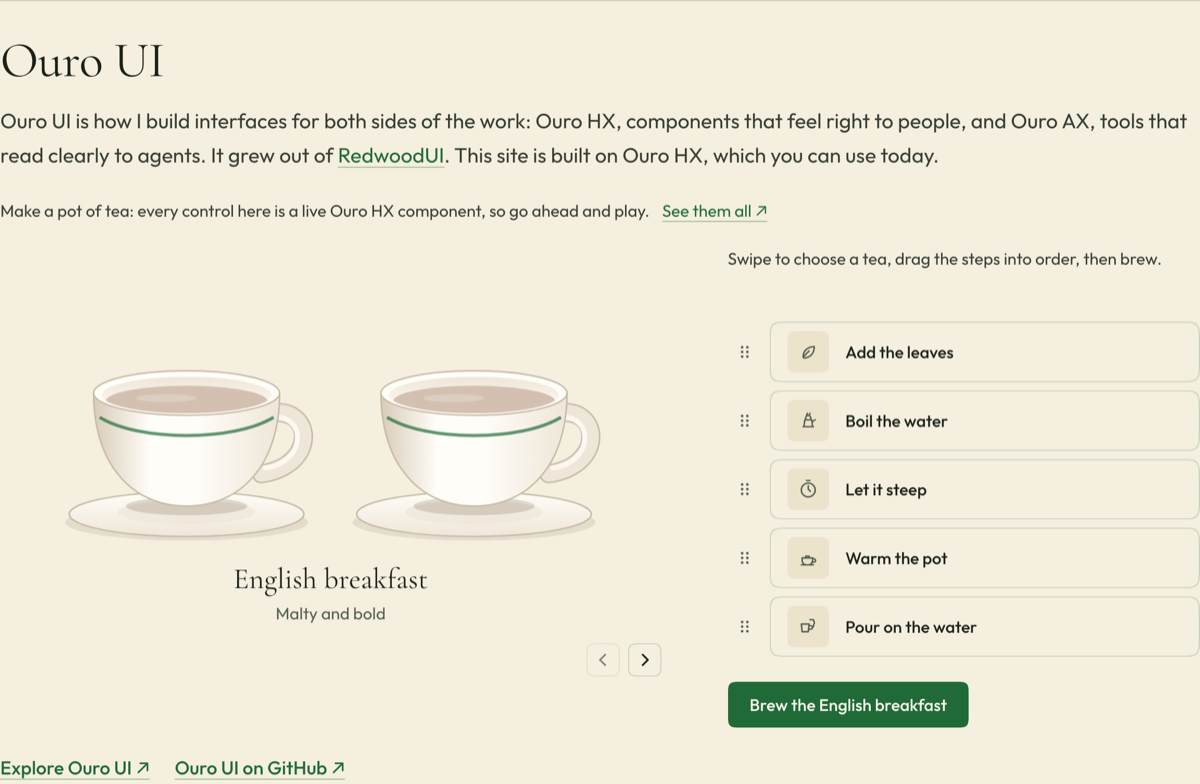 Ouro UI
Ouro UI is how I build interfaces for both sides of the work: Ouro HX, components that feel right to people, and Ouro AX, tools that
read clearly to agents. It grew out of RedwoodUI. This site is built on Ouro HX, which you can use today.
Make a pot of tea: every control here is a live Ouro HX component, so go ahead and play. See them all ↗
Swipe to choose a tea, drag the steps into order, then brew.
Add the leaves
Boil the water
Let it steep
Warm the pot
Pour on the water
English breakfast
Malty and bold
Brew the English breakfast
Explore Ouro UI ↗ Ouro UI on GitHub ↗